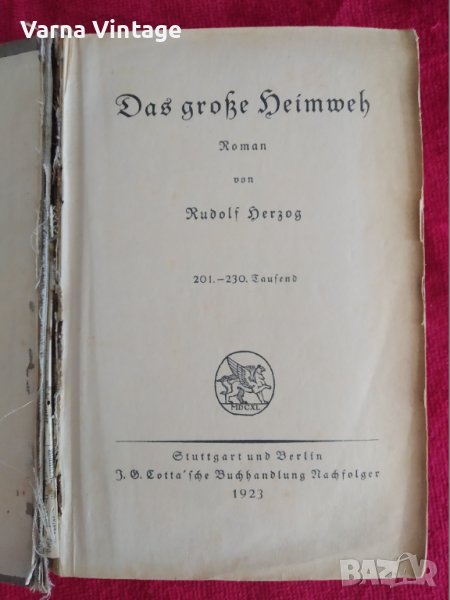 Varna Vintage
Das große Heimweh
Roman
von
Rudolf Herzog
201.–230. Tausend
MDCXL
Stuttgart und Berlin
J. G. Cotta'sche Buchhandlung Nachfolger
1923
BAZAR